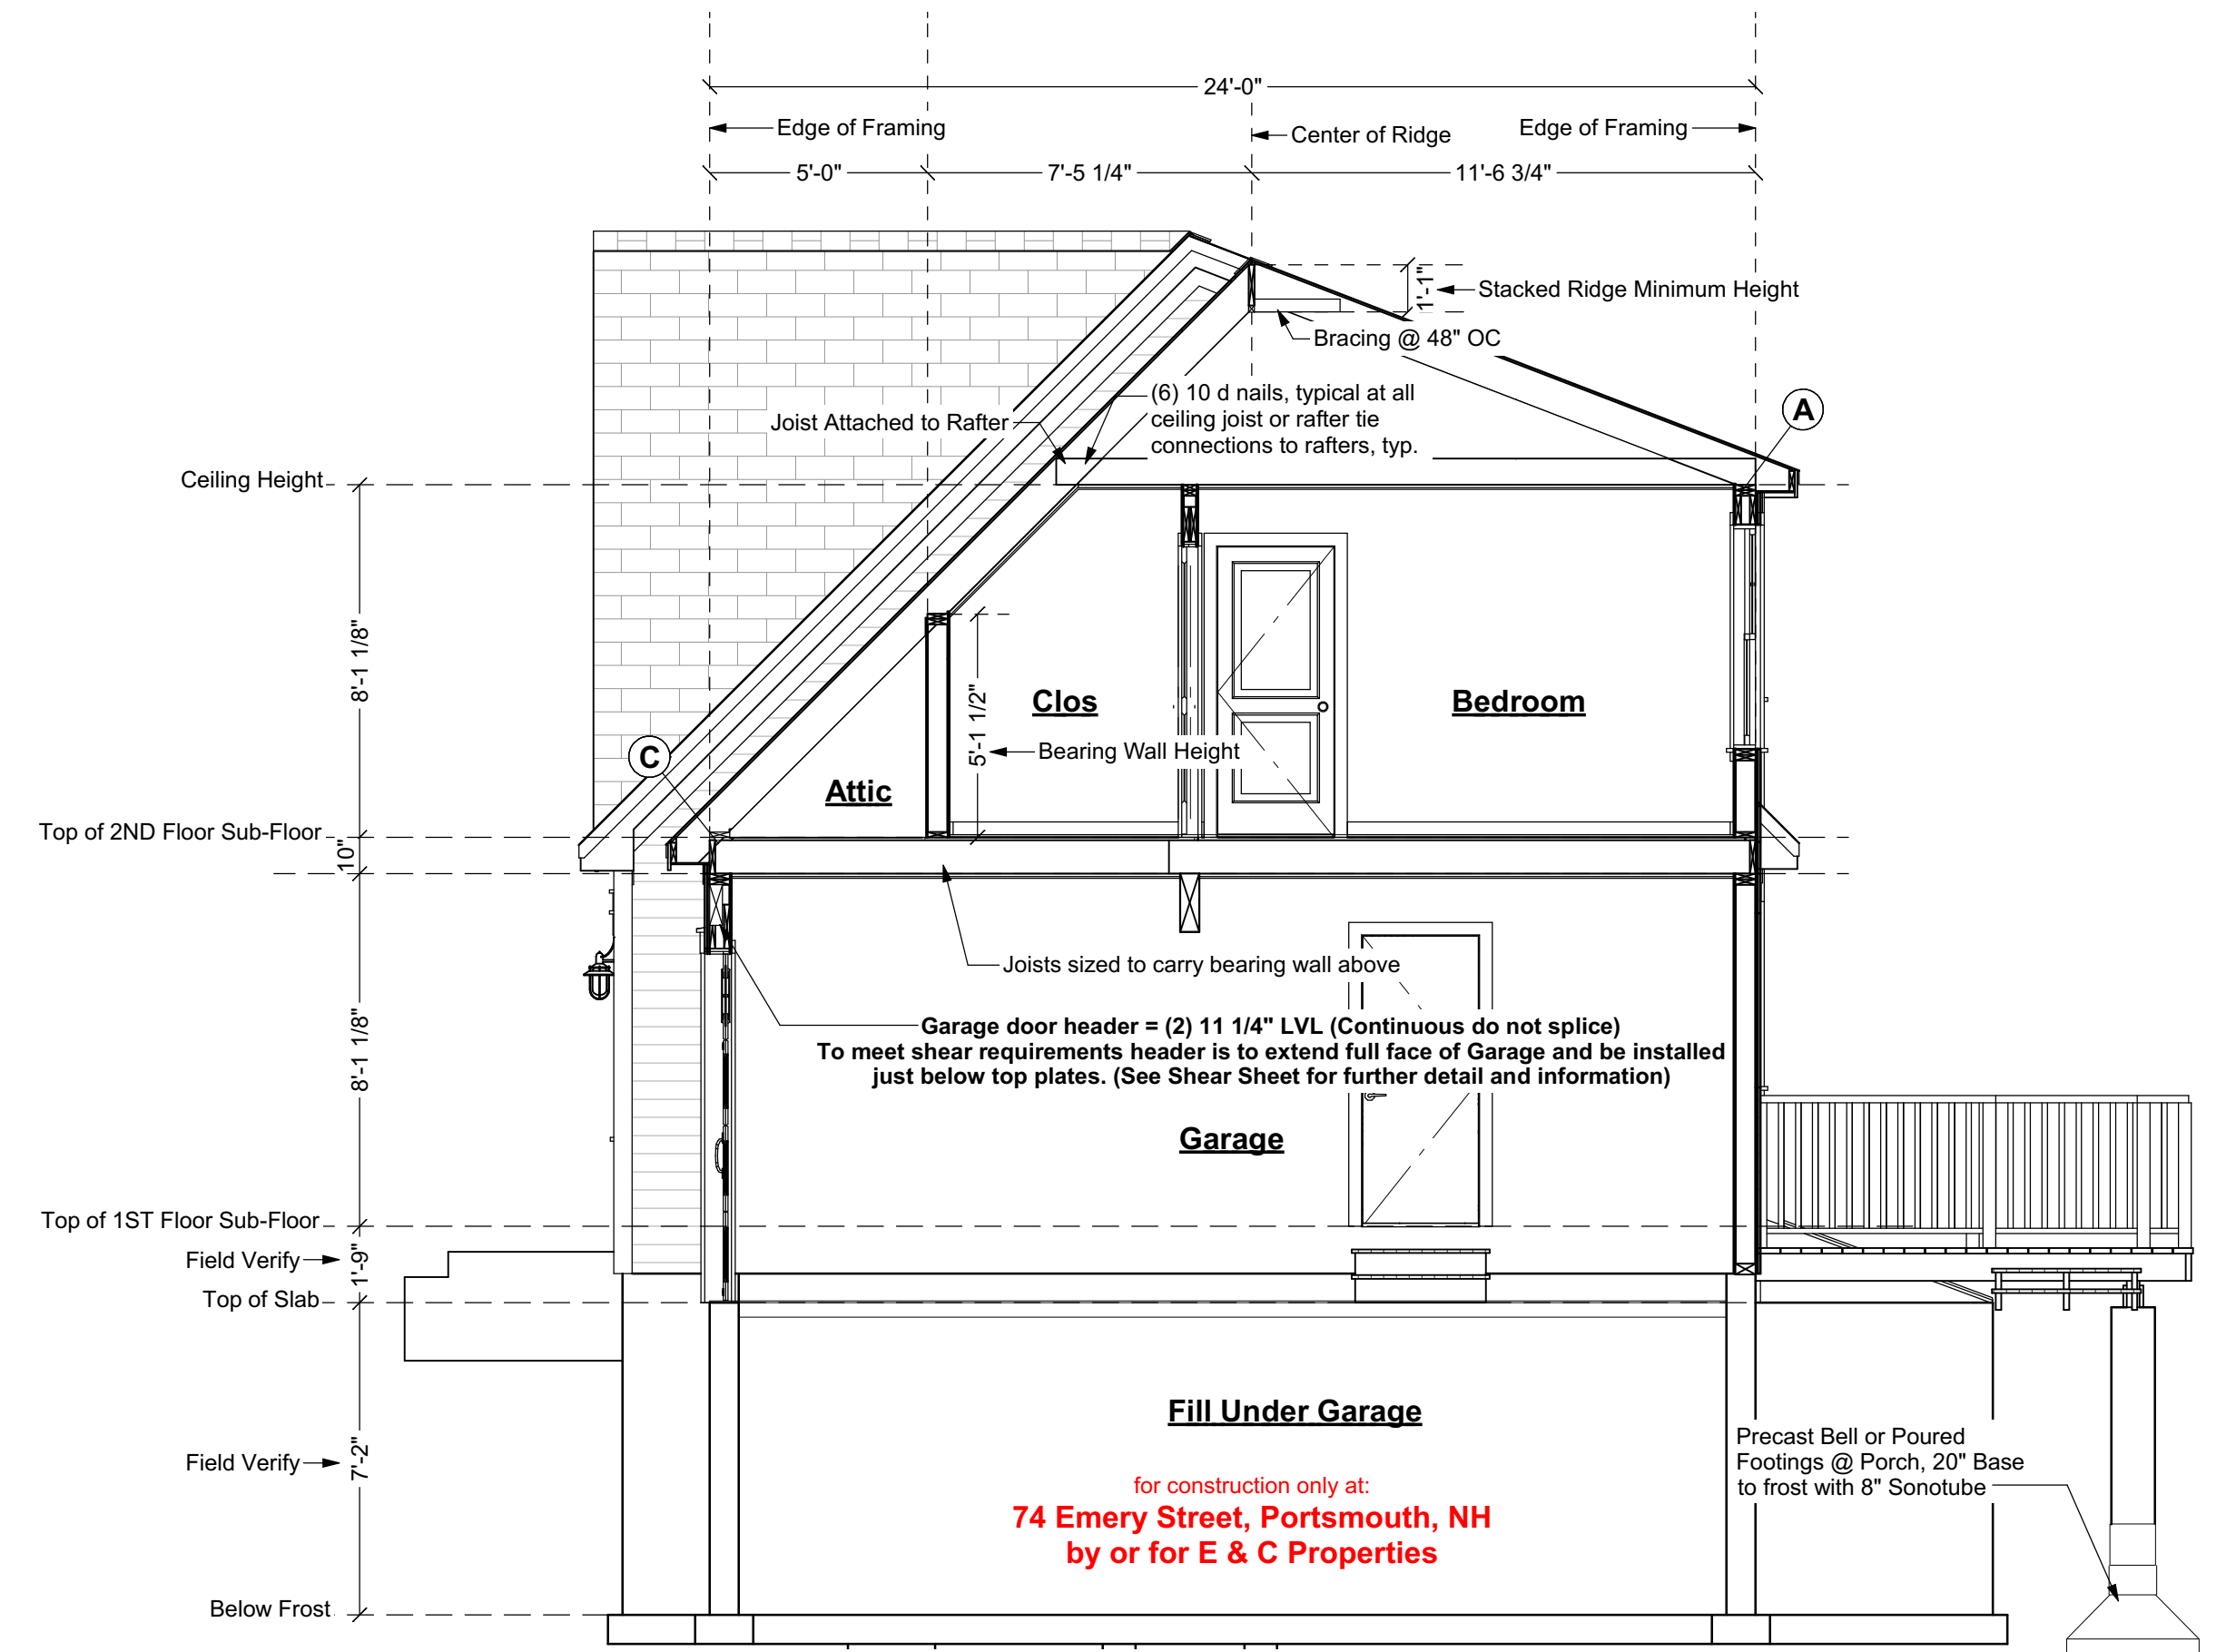 24'-0"
Edge of Framing
Center of Ridge
Edge of Framing
5'-0"
7'-5 1/4"
11'-6 3/4"
1'-1"
Stacked Ridge Minimum Height
Bracing @ 48" OC
(6) 10 d nails, typical at all
ceiling joist or rafter tie
connections to rafters, typ.
Joist Attached to Rafter
A
Ceiling Height
8'-1 1/8"
Clos
Bedroom
5'-1 1/2"
Bearing Wall Height
C
Attic
Top of 2ND Floor Sub-Floor
10"
Joists sized to carry bearing wall above
Garage door header = (2) 11 1/4" LVL (Continuous do not splice)
To meet shear requirements header is to extend full face of Garage and be installed
just below top plates. (See Shear Sheet for further detail and information)
8'-1 1/8"
Garage
Top of 1ST Floor Sub-Floor
Field Verify
1'-9"
Top of Slab
Fill Under Garage
Field Verify
7'-2"
Precast Bell or Poured
Footings @ Porch, 20" Base
to frost with 8" Sonotube
for construction only at:
74 Emery Street, Portsmouth, NH
by or for E & C Properties
Below Frost